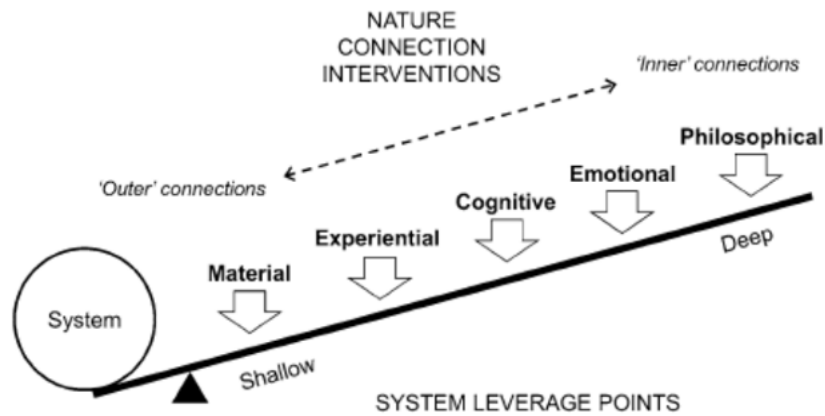 NATURE
CONNECTION
INTERVENTIONS
'Inner' connections
Philosophical
'Outer' connections
Emotional
Cognitive
Experiential
Deep
Material
System
Shallow
SYSTEM LEVERAGE POINTS